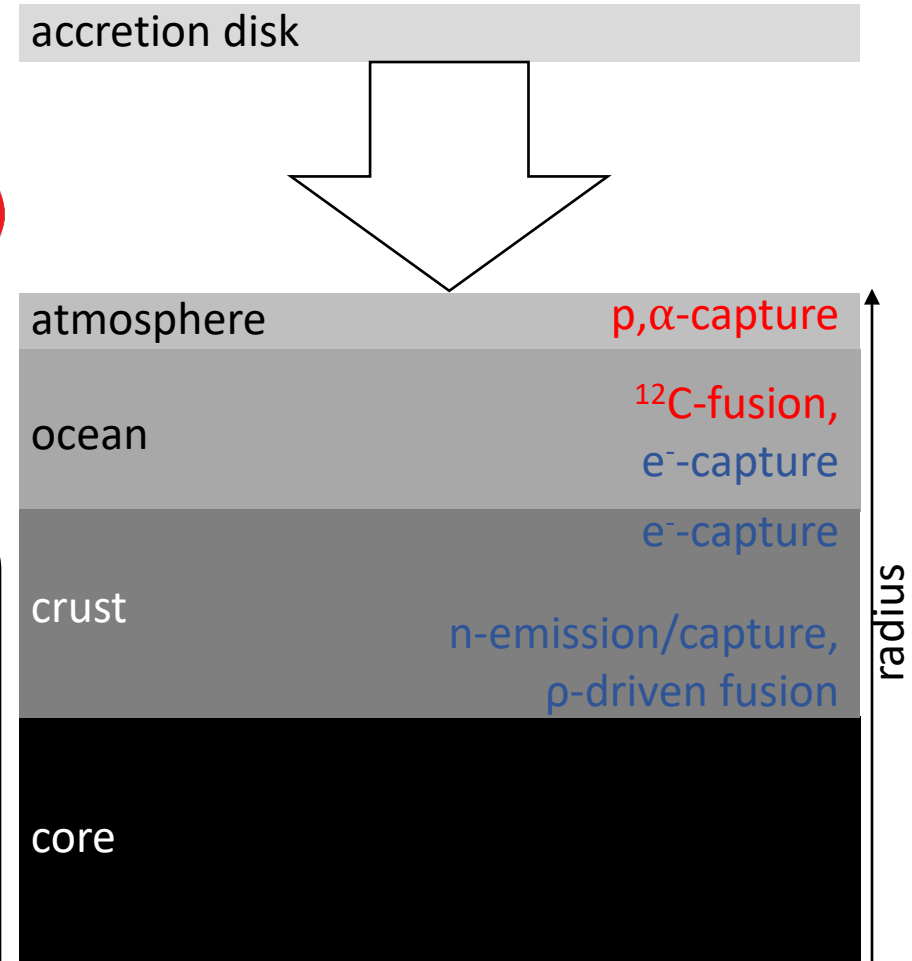 accretion disk
atmosphere
p,α-capture
ocean
¹²C-fusion,
e⁻-capture
crust
e⁻-capture
n-emission/capture,
ρ-driven fusion
core
radius